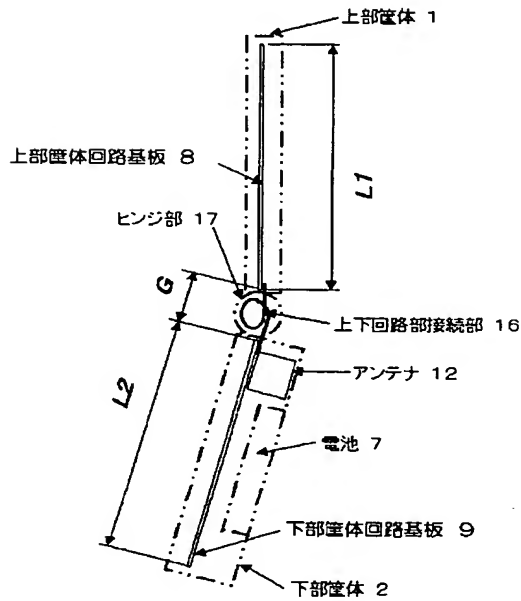 上部筐体 1
上部筐体回路基板 8
L1
ヒンジ部 17
G
上下回路部接続部 16
アンテナ 12
L2
電池 7
下部筐体回路基板 9
下部筐体 2